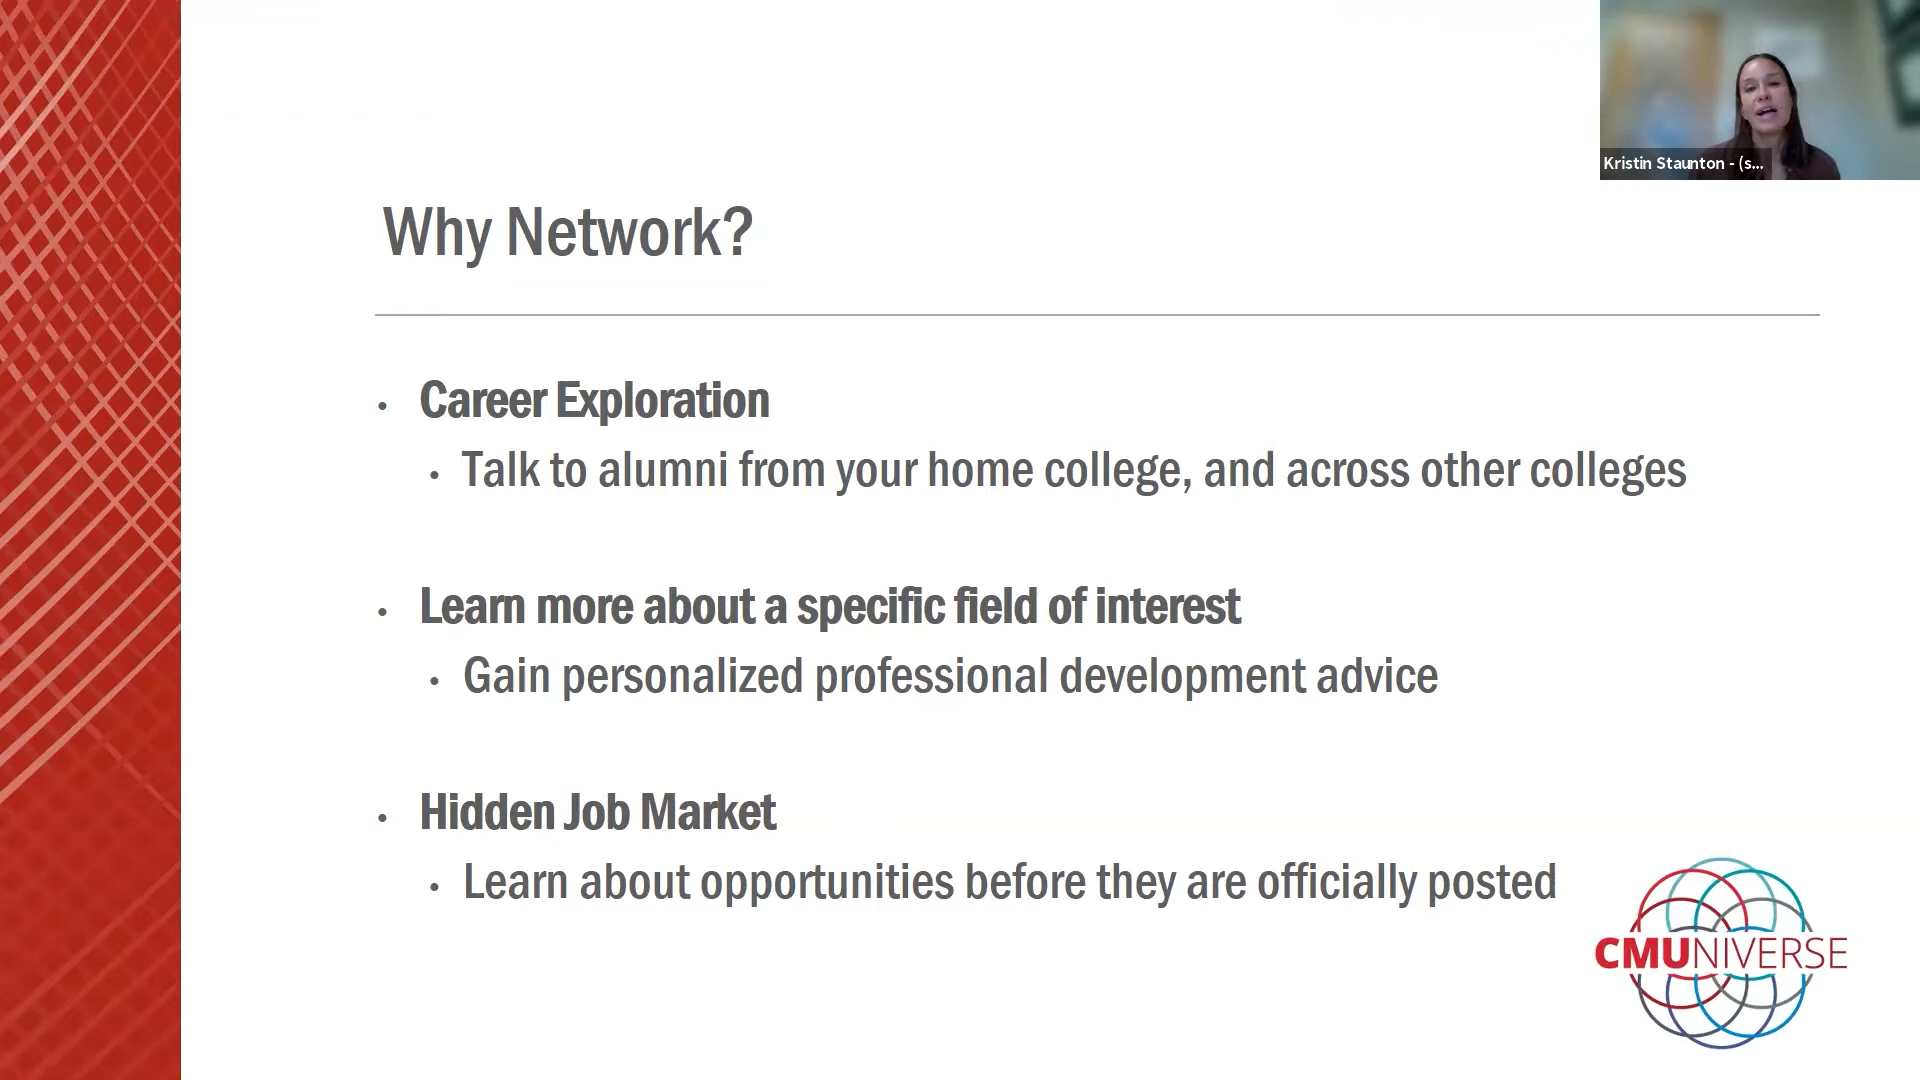 Kristin Staunton - (s...
Why Network?
• Career Exploration
• Talk to alumni from your home college, and across other colleges
• Learn more about a specific field of interest
• Gain personalized professional development advice
• Hidden Job Market
• Learn about opportunities before they are officially posted
CMUNIVERSE